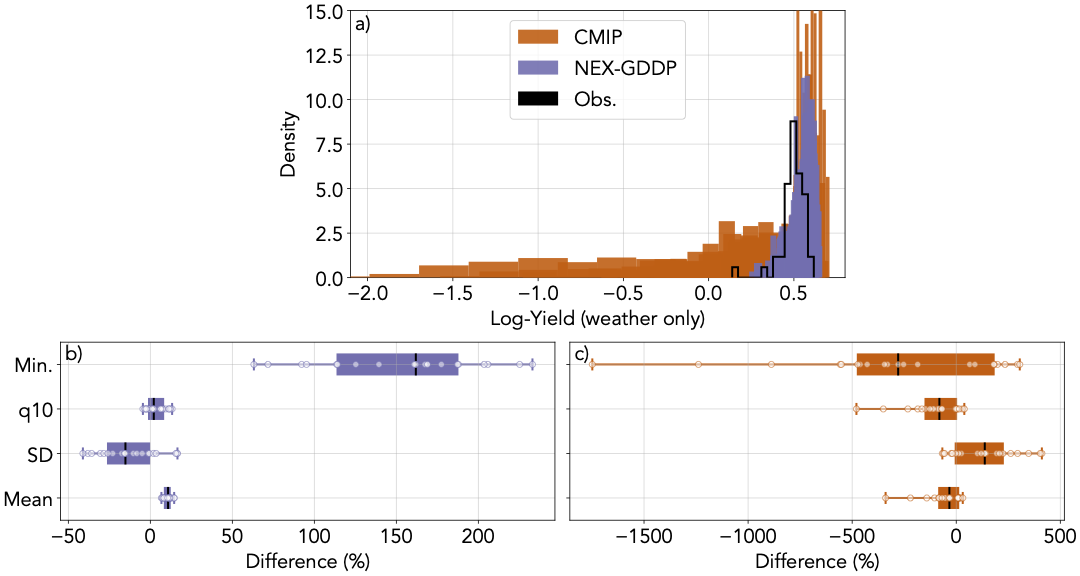 a)
15.0
12.5
10.0
7.5
5.0
2.5
0.0
Density
CMIP
NEX-GDDP
Obs.
−2.0 −1.5 −1.0 −0.5 0.0 0.5
Log-Yield (weather only)
b)
Min.
q10
SD
Mean
−50 0 50 100 150 200
Difference (%)
c)
−1500 −1000 −500 0 500
Difference (%)